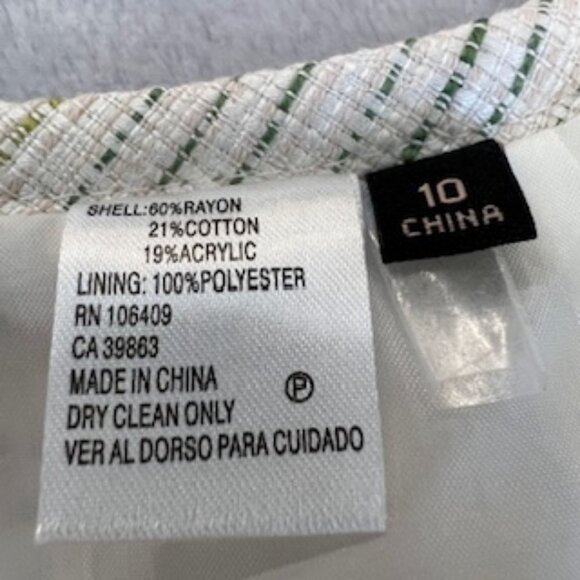 SHELL:60%RAYON
21%COTTON
19%ACRYLIC
LINING: 100%POLYESTER
RN 106409
CA 39863
MADE IN CHINA
DRY CLEAN ONLY
VER AL DORSO PARA CUIDADO
P
10
CHINA